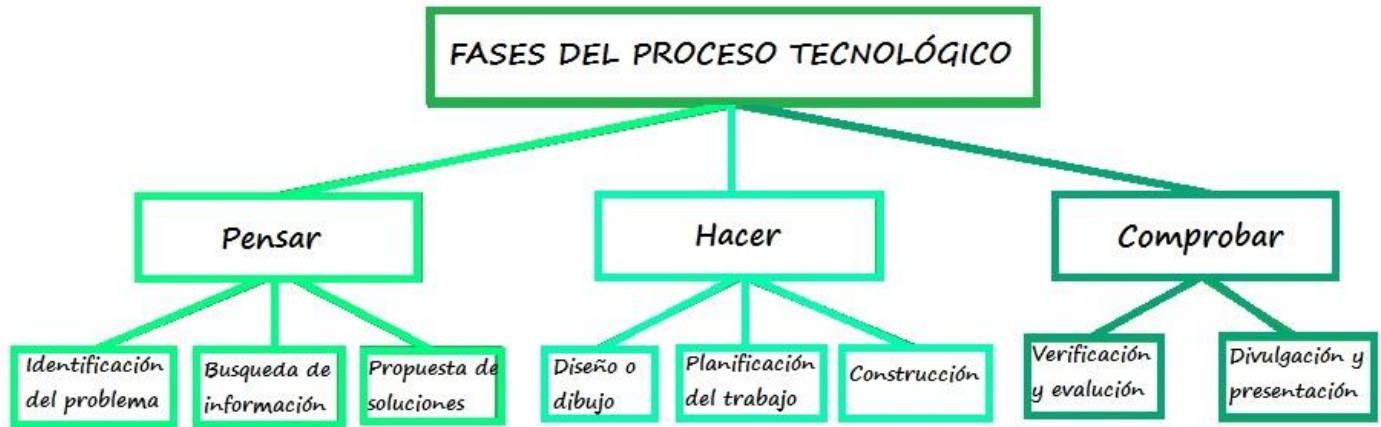 FASES DEL PROCESO TECNOLÓGICO
Pensar
Hacer
Comprobar
Identificación
del problema
Busqueda de
información
Propuesta de
soluciones
Diseño o
dibujo
Planificación
del trabajo
Construcción
Verificación
y evalución
Divulgación y
presentación